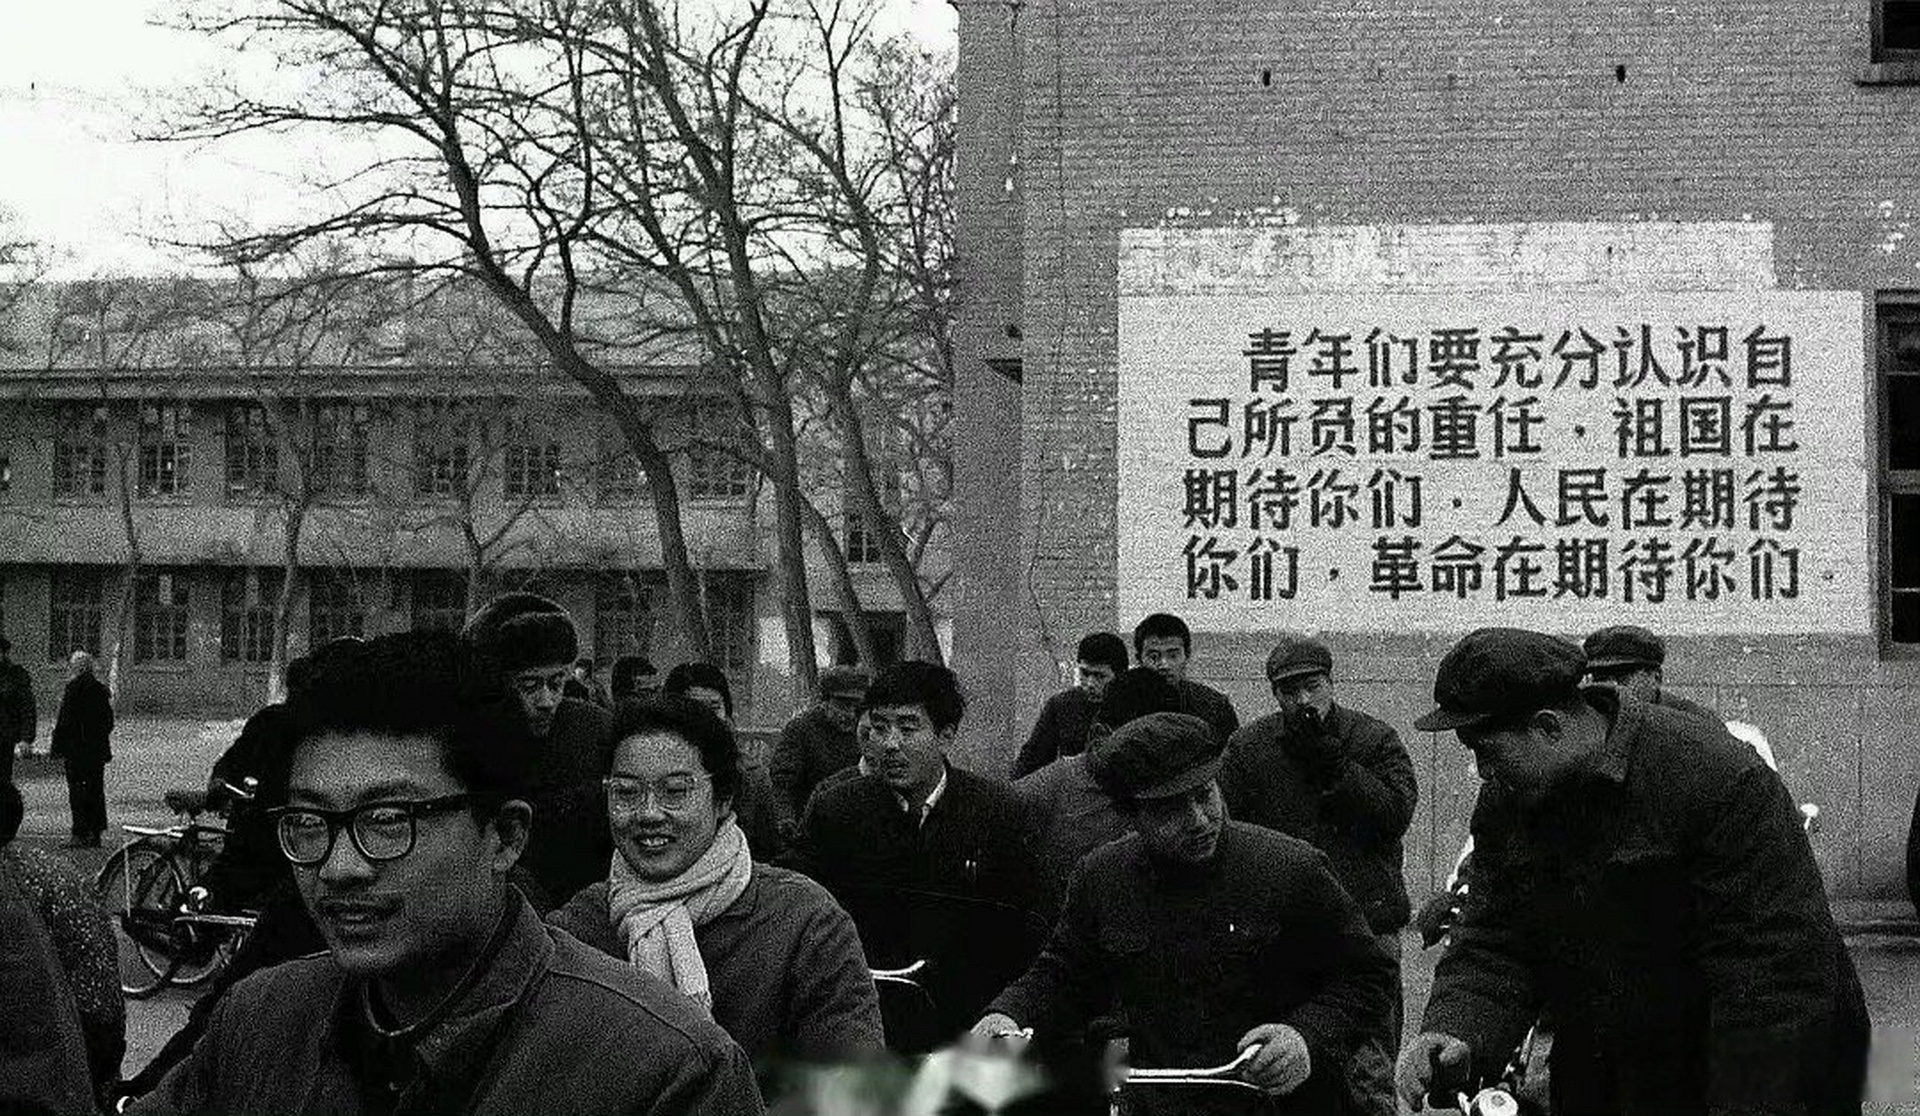 青年们要充分认识自
己所负的重任，祖国在
期待你们，人民在期待
你们，革命在期待你们。